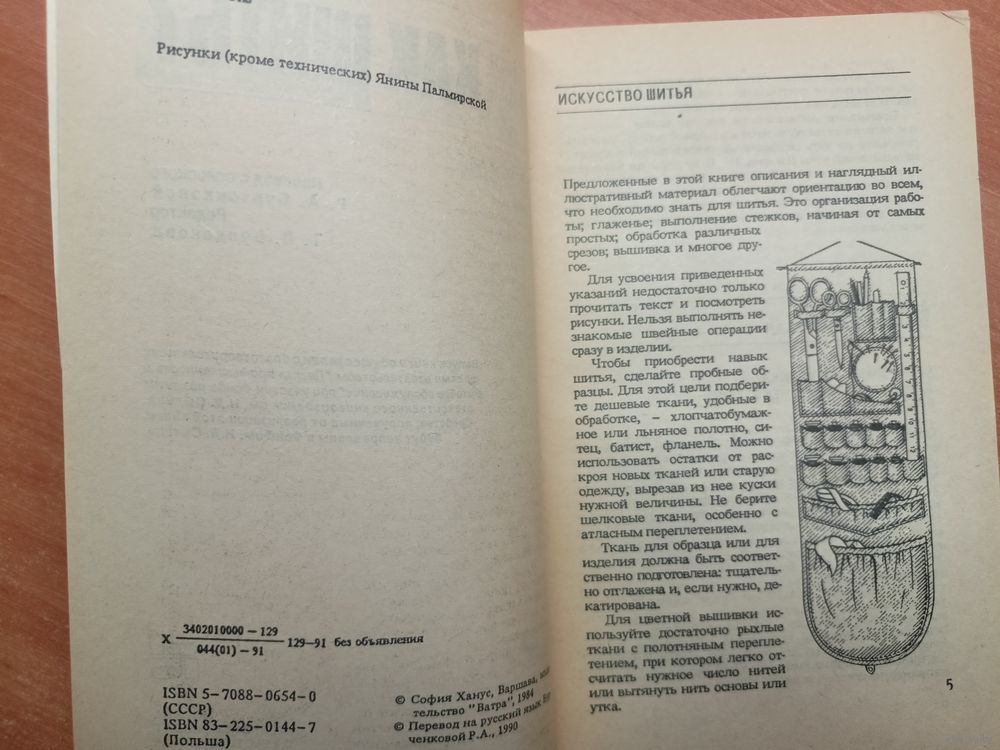 Рисунки (кроме технических) Янины Палмирской
Х 3402010000 – 129
044(01) – 91
129–91 без объявления
ISBN 5–7088–0654–0
(СССР)
ISBN 83–225–0144–7
(Польша)
© София Ханус, Варшава,
тельство "Ватра", 1984
© Перевод на русский язык
ченковой Р.А., 1990
ИСКУССТВО ШИТЬЯ
Предложенные в этой книге описания и наглядный ил-
люстративный материал облегчают ориентацию во всем,
что необходимо знать для шитья. Это организация рабо-
ты; глаженье; выполнение стежков, начиная от самых
простых; обработка различных
срезов; вышивка и многое дру-
гое.
Для усвоения приведенных
указаний недостаточно только
прочитать текст и посмотреть
рисунки. Нельзя выполнять не-
знакомые швейные операции
сразу в изделии.
Чтобы приобрести навык
шитья, сделайте пробные об-
разцы. Для этой цели подбери-
те дешевые ткани, удобные в
обработке, – хлопчатобумаж-
ное или льняное полотно, си-
тец, батист, фланель. Можно
использовать остатки от рас-
кроя новых тканей или старую
одежду, вырезав из нее куски
нужной величины. Не берите
шелковые ткани, особенно с
атласным переплетением.
Ткань для образца или для
изделия должна быть соответ-
ственно подготовлена: тщатель-
но отглажена и, если нужно, де-
катирована.
Для цветной вышивки ис-
пользуйте достаточно рыхлые
ткани с полотняным перепле-
тением, при котором легко от-
считать нужное число нитей
или вытянуть нить основы или
утка.
5